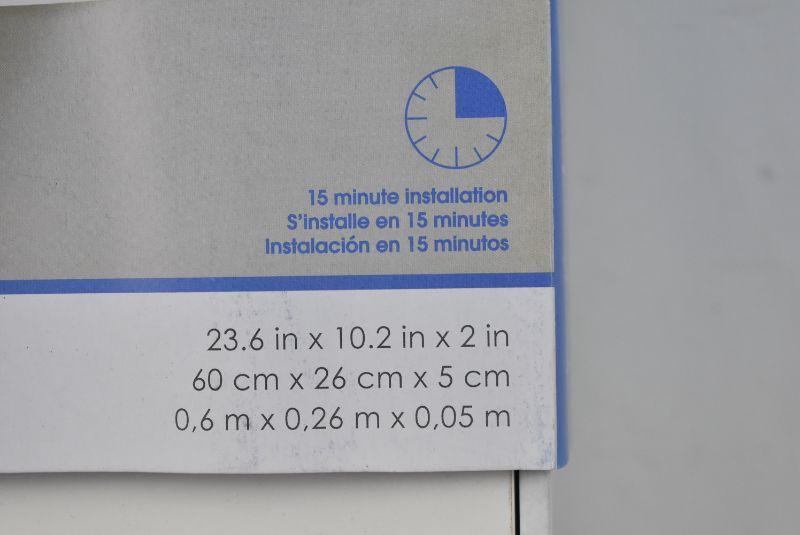 15 minute installation
S'installe en 15 minutes
Instalación en 15 minutos
23.6 in x 10.2 in x 2 in
60 cm x 26 cm x 5 cm
0,6 m x 0,26 m x 0,05 m